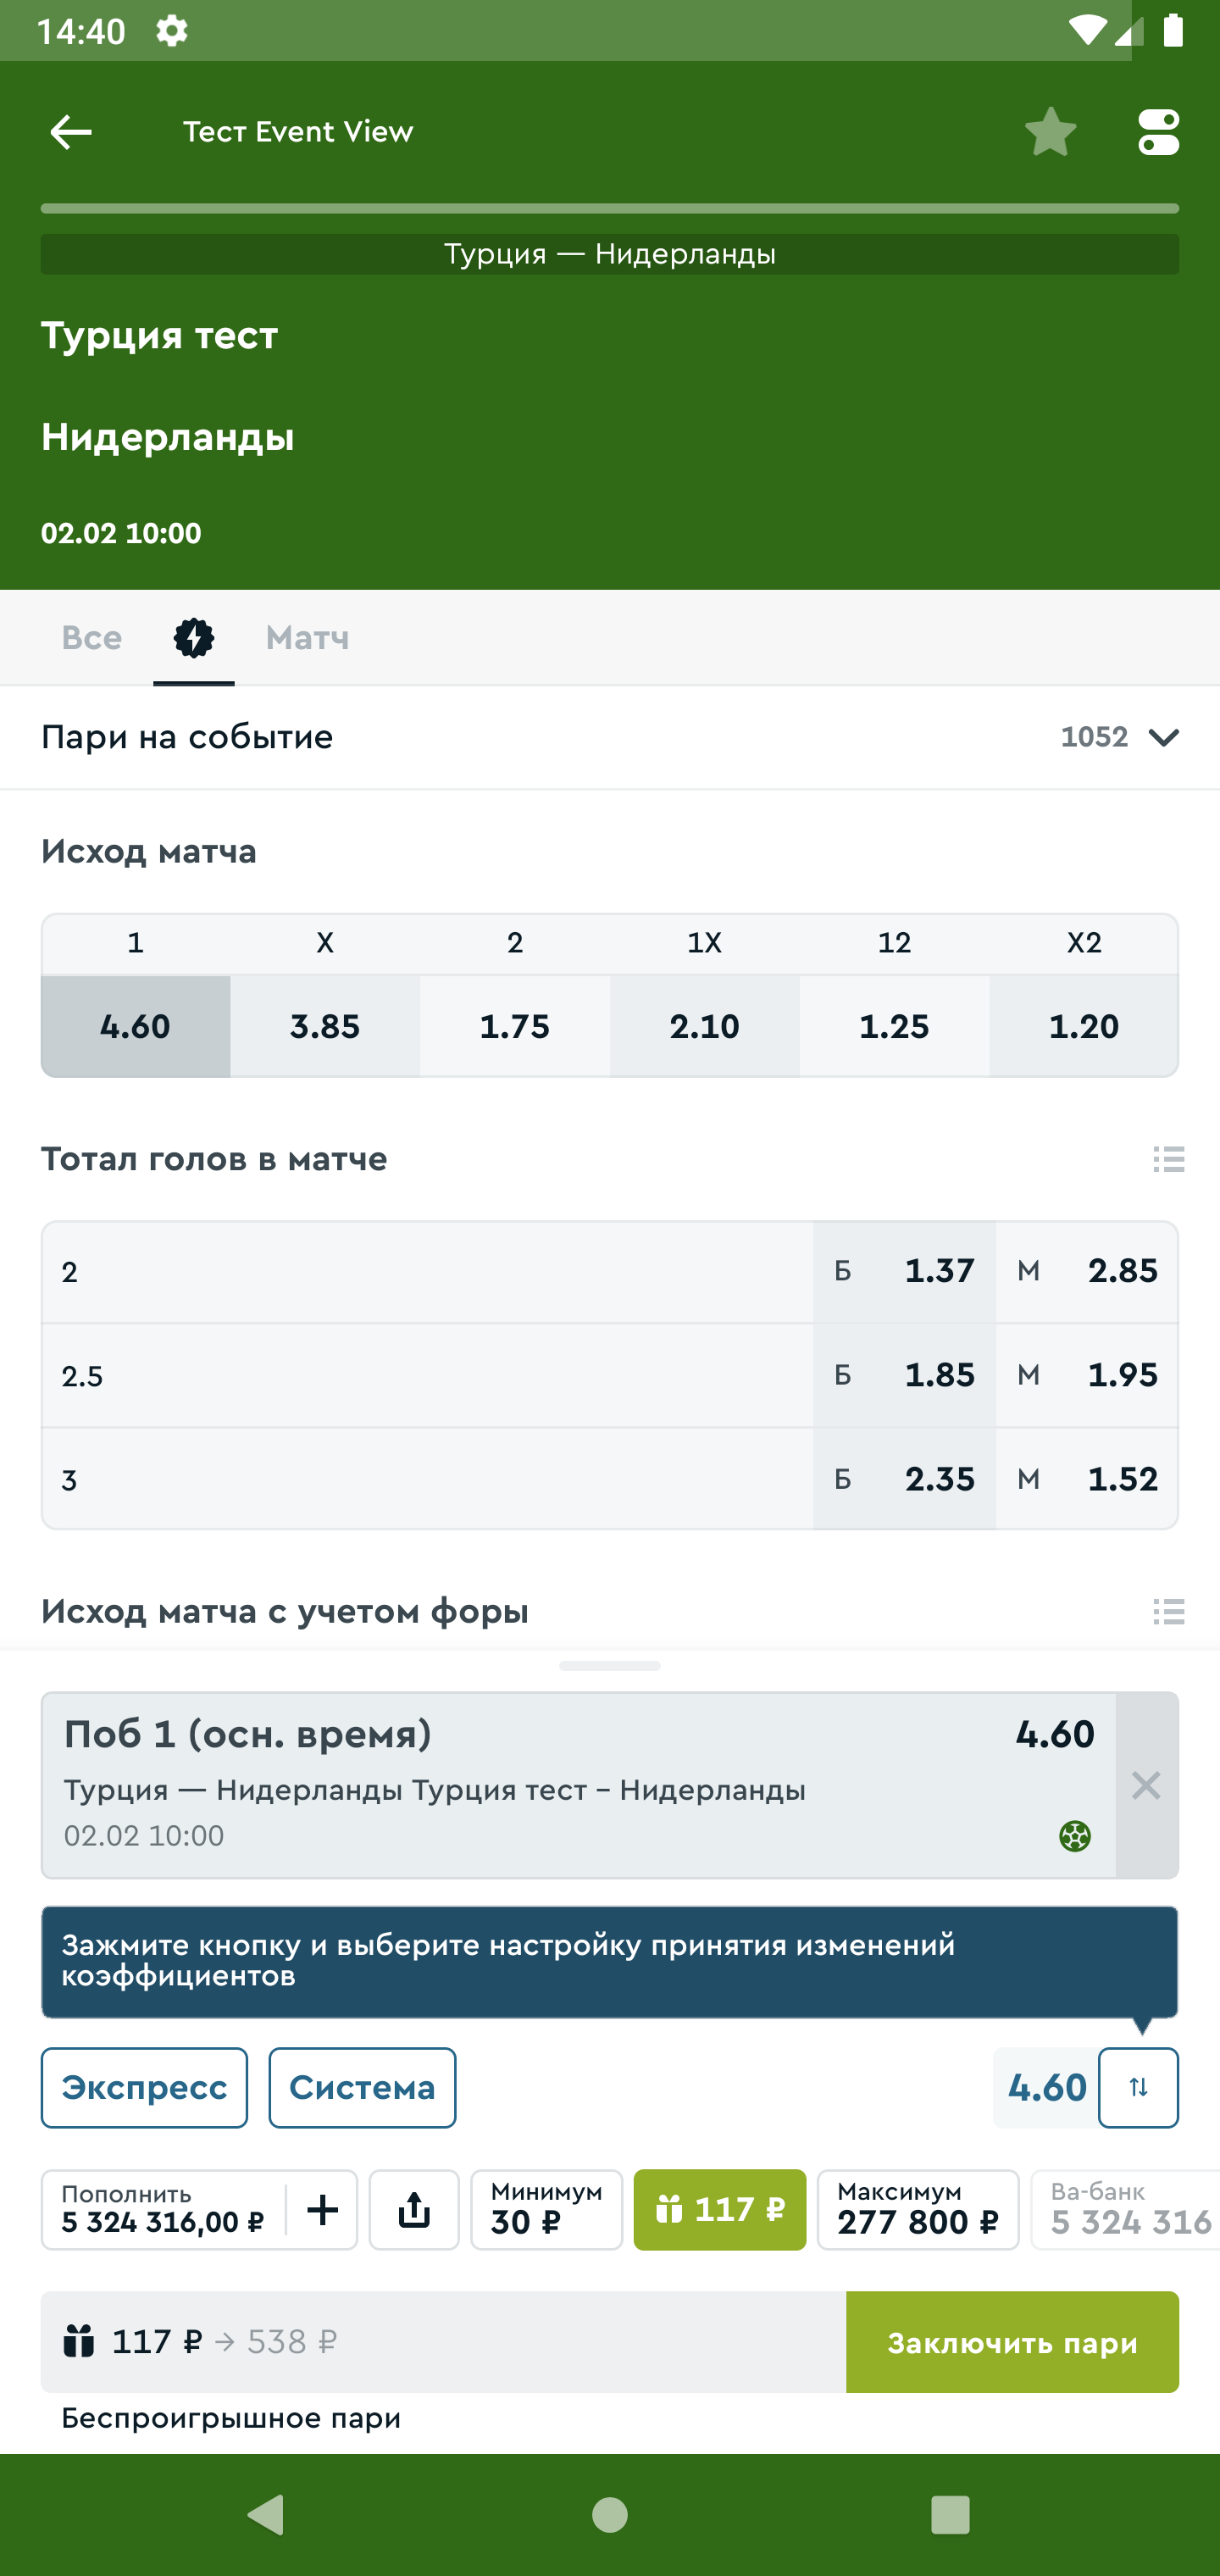 14:40
Тест Event View
Турция — Нидерланды
Турция тест
Нидерланды
02.02 10:00
Все
Матч
Пари на событие 1052
Исход матча
1 X 2 1X 12 X2
4.60 3.85 1.75 2.10 1.25 1.20
Тотал голов в матче
2 Б 1.37 М 2.85
2.5 Б 1.85 М 1.95
3 Б 2.35 М 1.52
Исход матча с учетом форы
Поб 1 (осн. время) 4.60
Турция — Нидерланды Турция тест – Нидерланды
02.02 10:00
Зажмите кнопку и выберите настройку принятия изменений
коэффициентов
Экспресс Система 4.60
Пополнить
5 324 316,00 ₽
Минимум
30 ₽
117 ₽
Максимум
277 800 ₽
Ва-банк
5 324 316
117 ₽ → 538 ₽
Заключить пари
Беспроигрышное пари